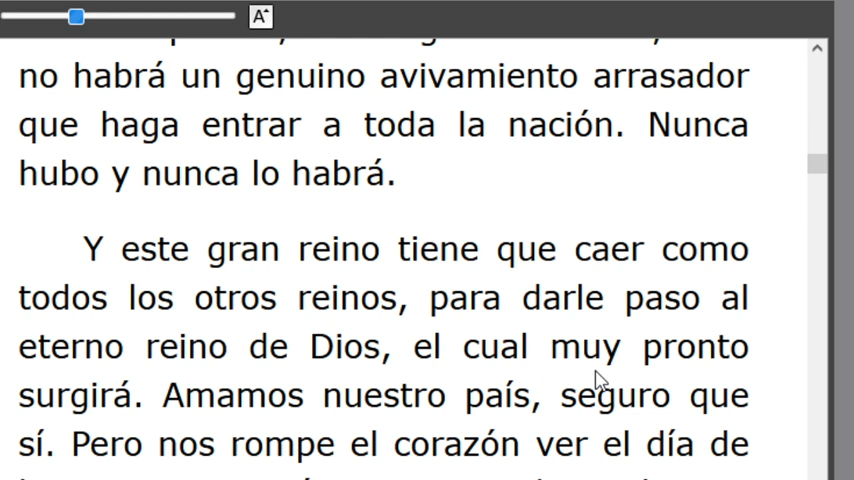 A
no habrá un genuino avivamiento arrasador
que haga entrar a toda la nación. Nunca
hubo y nunca lo habrá.
Y este gran reino tiene que caer como
todos los otros reinos, para darle paso al
eterno reino de Dios, el cual muy pronto
surgirá. Amamos nuestro país, seguro que
sí. Pero nos rompe el corazón ver el día de